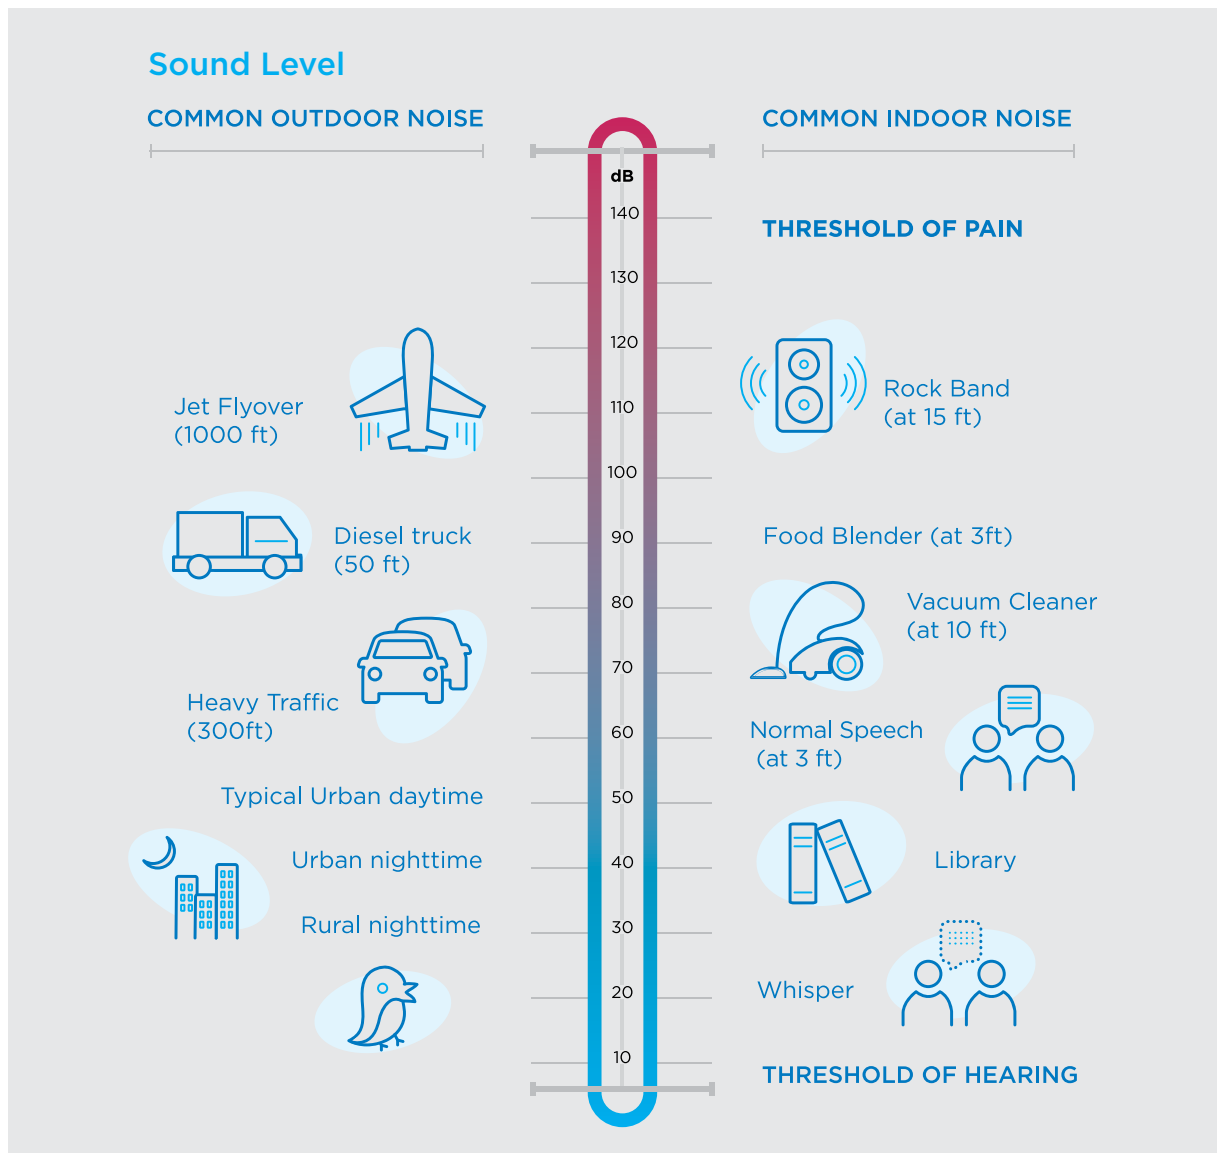 Sound Level
COMMON OUTDOOR NOISE
COMMON INDOOR NOISE
dB
140
THRESHOLD OF PAIN
130
120
110
Jet Flyover
(1000 ft)
Rock Band
(at 15 ft)
100
90
Diesel truck
(50 ft)
Food Blender (at 3ft)
80
Vacuum Cleaner
(at 10 ft)
70
Heavy Traffic
(300ft)
60
Normal Speech
(at 3 ft)
50
Typical Urban daytime
40
Urban nighttime
Library
30
Rural nighttime
20
Whisper
10
THRESHOLD OF HEARING